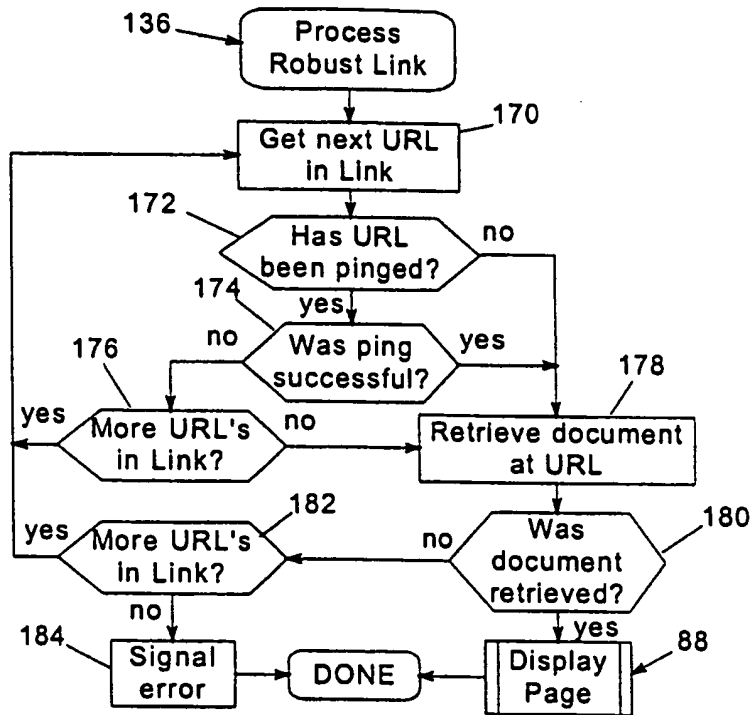 136
Process
Robust Link
170
Get next URL
in Link
172
Has URL
been pinged?
no
yes
174
no
Was ping
successful?
yes
176
178
yes
More URL's
in Link?
no
Retrieve document
at URL
182
180
yes
More URL's
in Link?
no
Was
document
retrieved?
no
yes
184
Signal
error
DONE
Display
Page
88